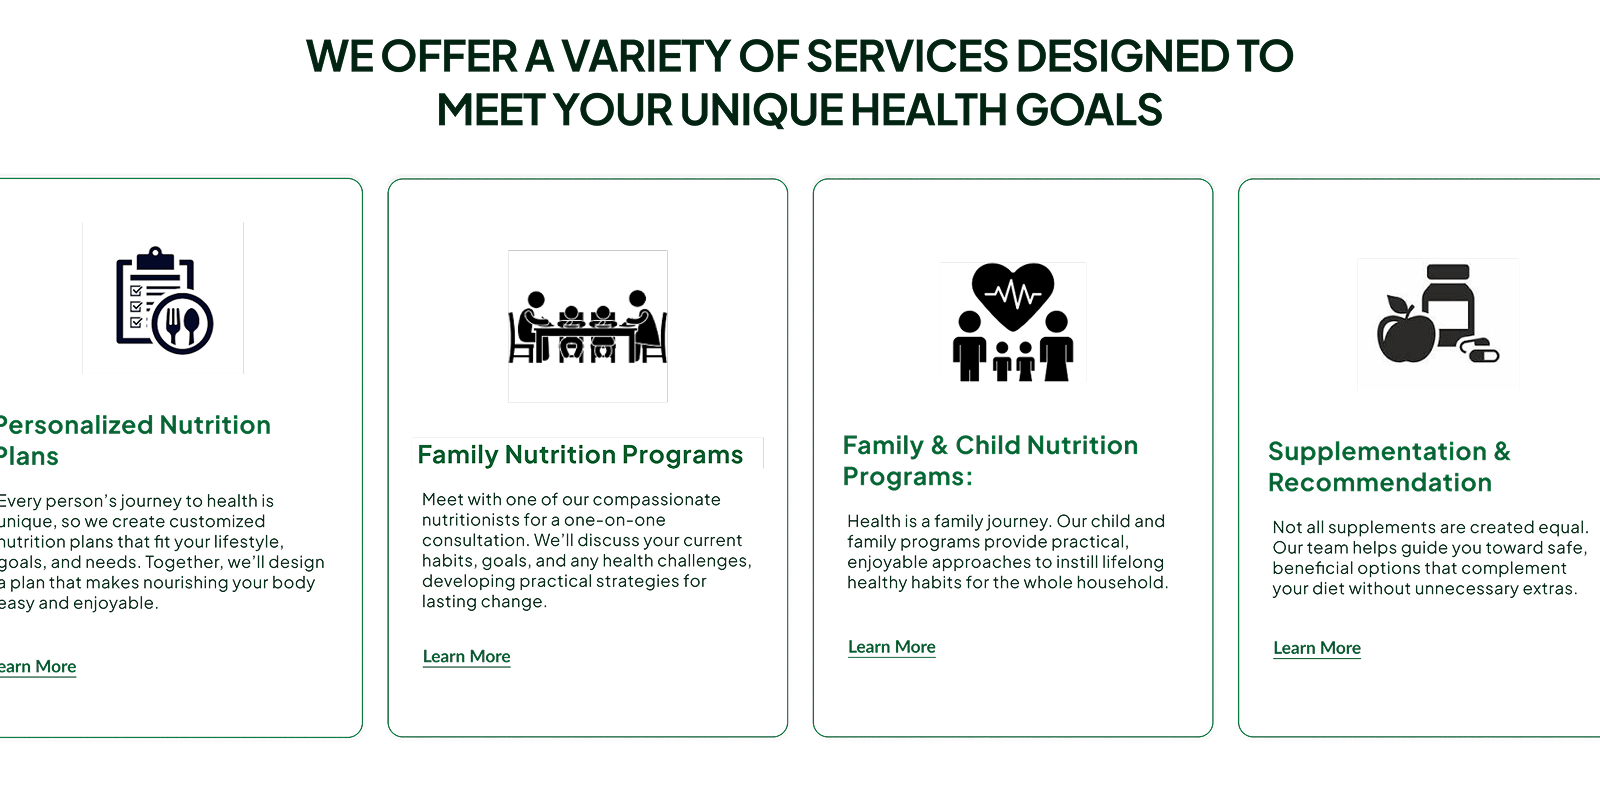 WE OFFER A VARIETY OF SERVICES DESIGNED TO
MEET YOUR UNIQUE HEALTH GOALS
Personalized Nutrition
Plans
Every person's journey to health is
unique, so we create customized
nutrition plans that fit your lifestyle,
goals, and needs. Together, we'll design
a plan that makes nourishing your body
easy and enjoyable.
Learn More
Family Nutrition Programs
Meet with one of our compassionate
nutritionists for a one-on-one
consultation. We'll discuss your current
habits, goals, and any health challenges,
developing practical strategies for
lasting change.
Learn More
Family & Child Nutrition
Programs:
Health is a family journey. Our child and
family programs provide practical,
enjoyable approaches to instill lifelong
healthy habits for the whole household.
Learn More
Supplementation &
Recommendation
Not all supplements are created equal.
Our team helps guide you toward safe,
beneficial options that complement
your diet without unnecessary extras.
Learn More